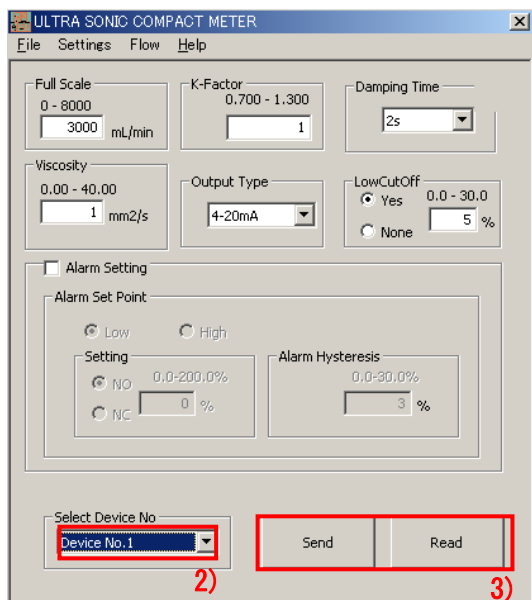 ULTRA SONIC COMPACT METER
File Settings Flow Help
Full Scale
0 - 8000
3000 mL/min
K-Factor
0.700 - 1.300
1
Damping Time
2s
Viscosity
0.00 - 40.00
1 mm2/s
Output Type
4-20mA
LowCutOff
Yes 0.0 - 30.0
5 %
None
Alarm Setting
Alarm Set Point
Low High
Setting
NO 0.0-200.0%
NC 0 %
Alarm Hysteresis
0.0-30.0%
3 %
Select Device No
Device No.1
2)
Send Read
3)